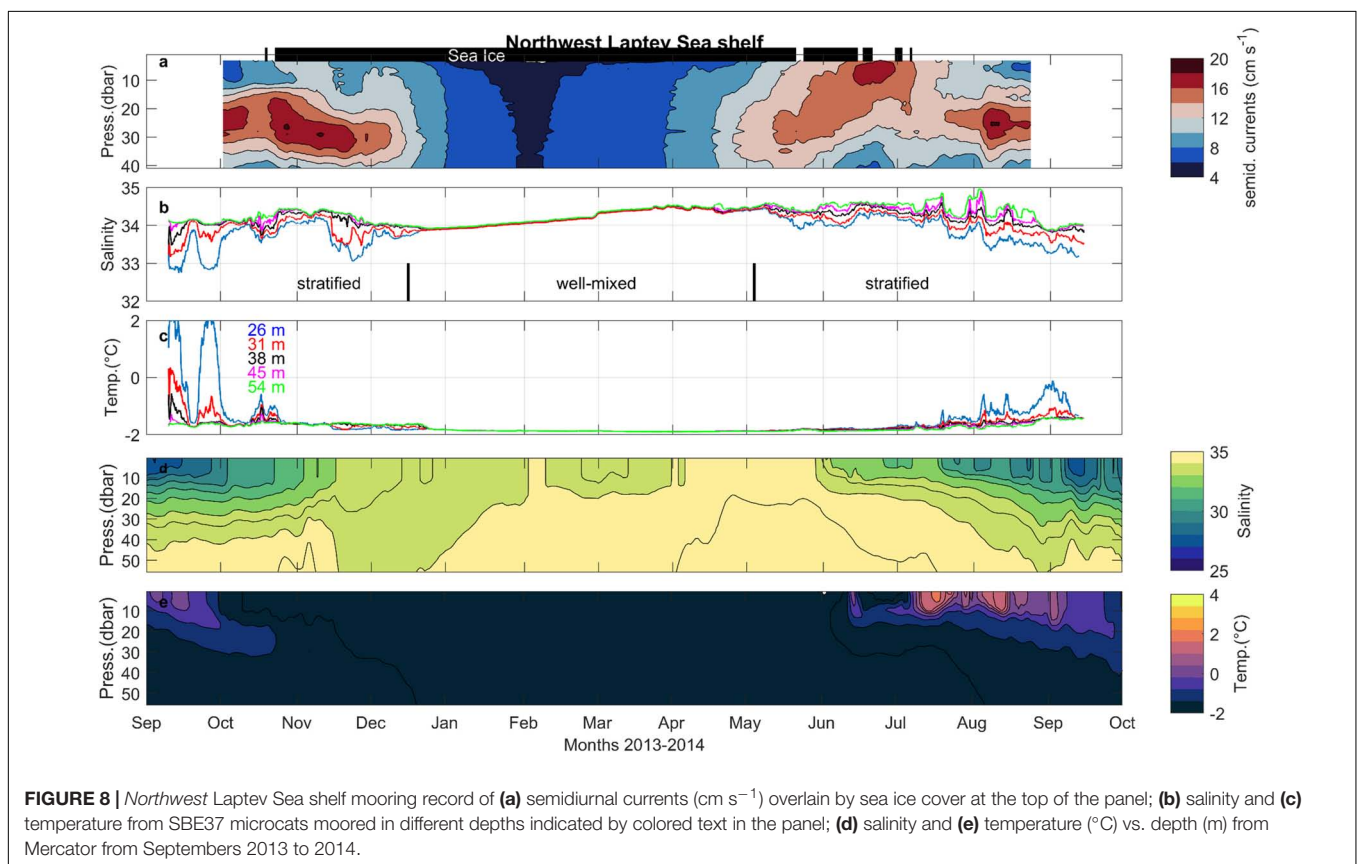 Northwest Laptev Sea shelf
Sea Ice
a
Press.(dbar)
10
20
30
40
20
16
12
8
4
semid. currents (cm s⁻¹)
b
Salinity
35
34
33
32
stratified
well-mixed
stratified
c
Temp.(°C)
2
0
-2
26 m
31 m
38 m
45 m
54 m
d
Press.(dbar)
10
20
30
40
50
35
30
25
Salinity
e
Press.(dbar)
10
20
30
40
50
4
2
0
-2
Temp.(°C)
Sep Oct Nov Dec Jan Feb Mar Apr May Jun Jul Aug Sep Oct
Months 2013-2014
FIGURE 8 | Northwest Laptev Sea shelf mooring record of (a) semidiurnal currents (cm s⁻¹) overlain by sea ice cover at the top of the panel; (b) salinity and (c)
temperature from SBE37 microcats moored in different depths indicated by colored text in the panel; (d) salinity and (e) temperature (°C) vs. depth (m) from
Mercator from Septembers 2013 to 2014.